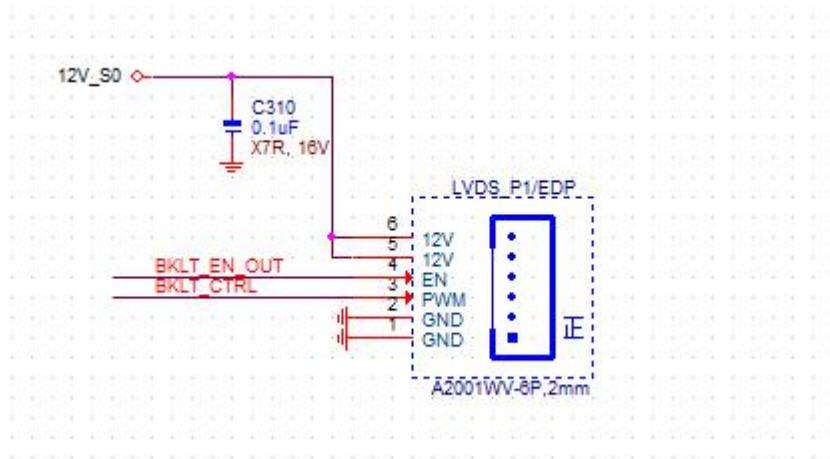 12V_S0
C310
0.1uF
X7R, 16V
LVDS_P1/EDP
6
5
4
3
2
1
12V
12V
EN
PWM
GND
GND
BKLT_EN_OUT
BKLT_CTRL
正
A2001WV-6P,2mm